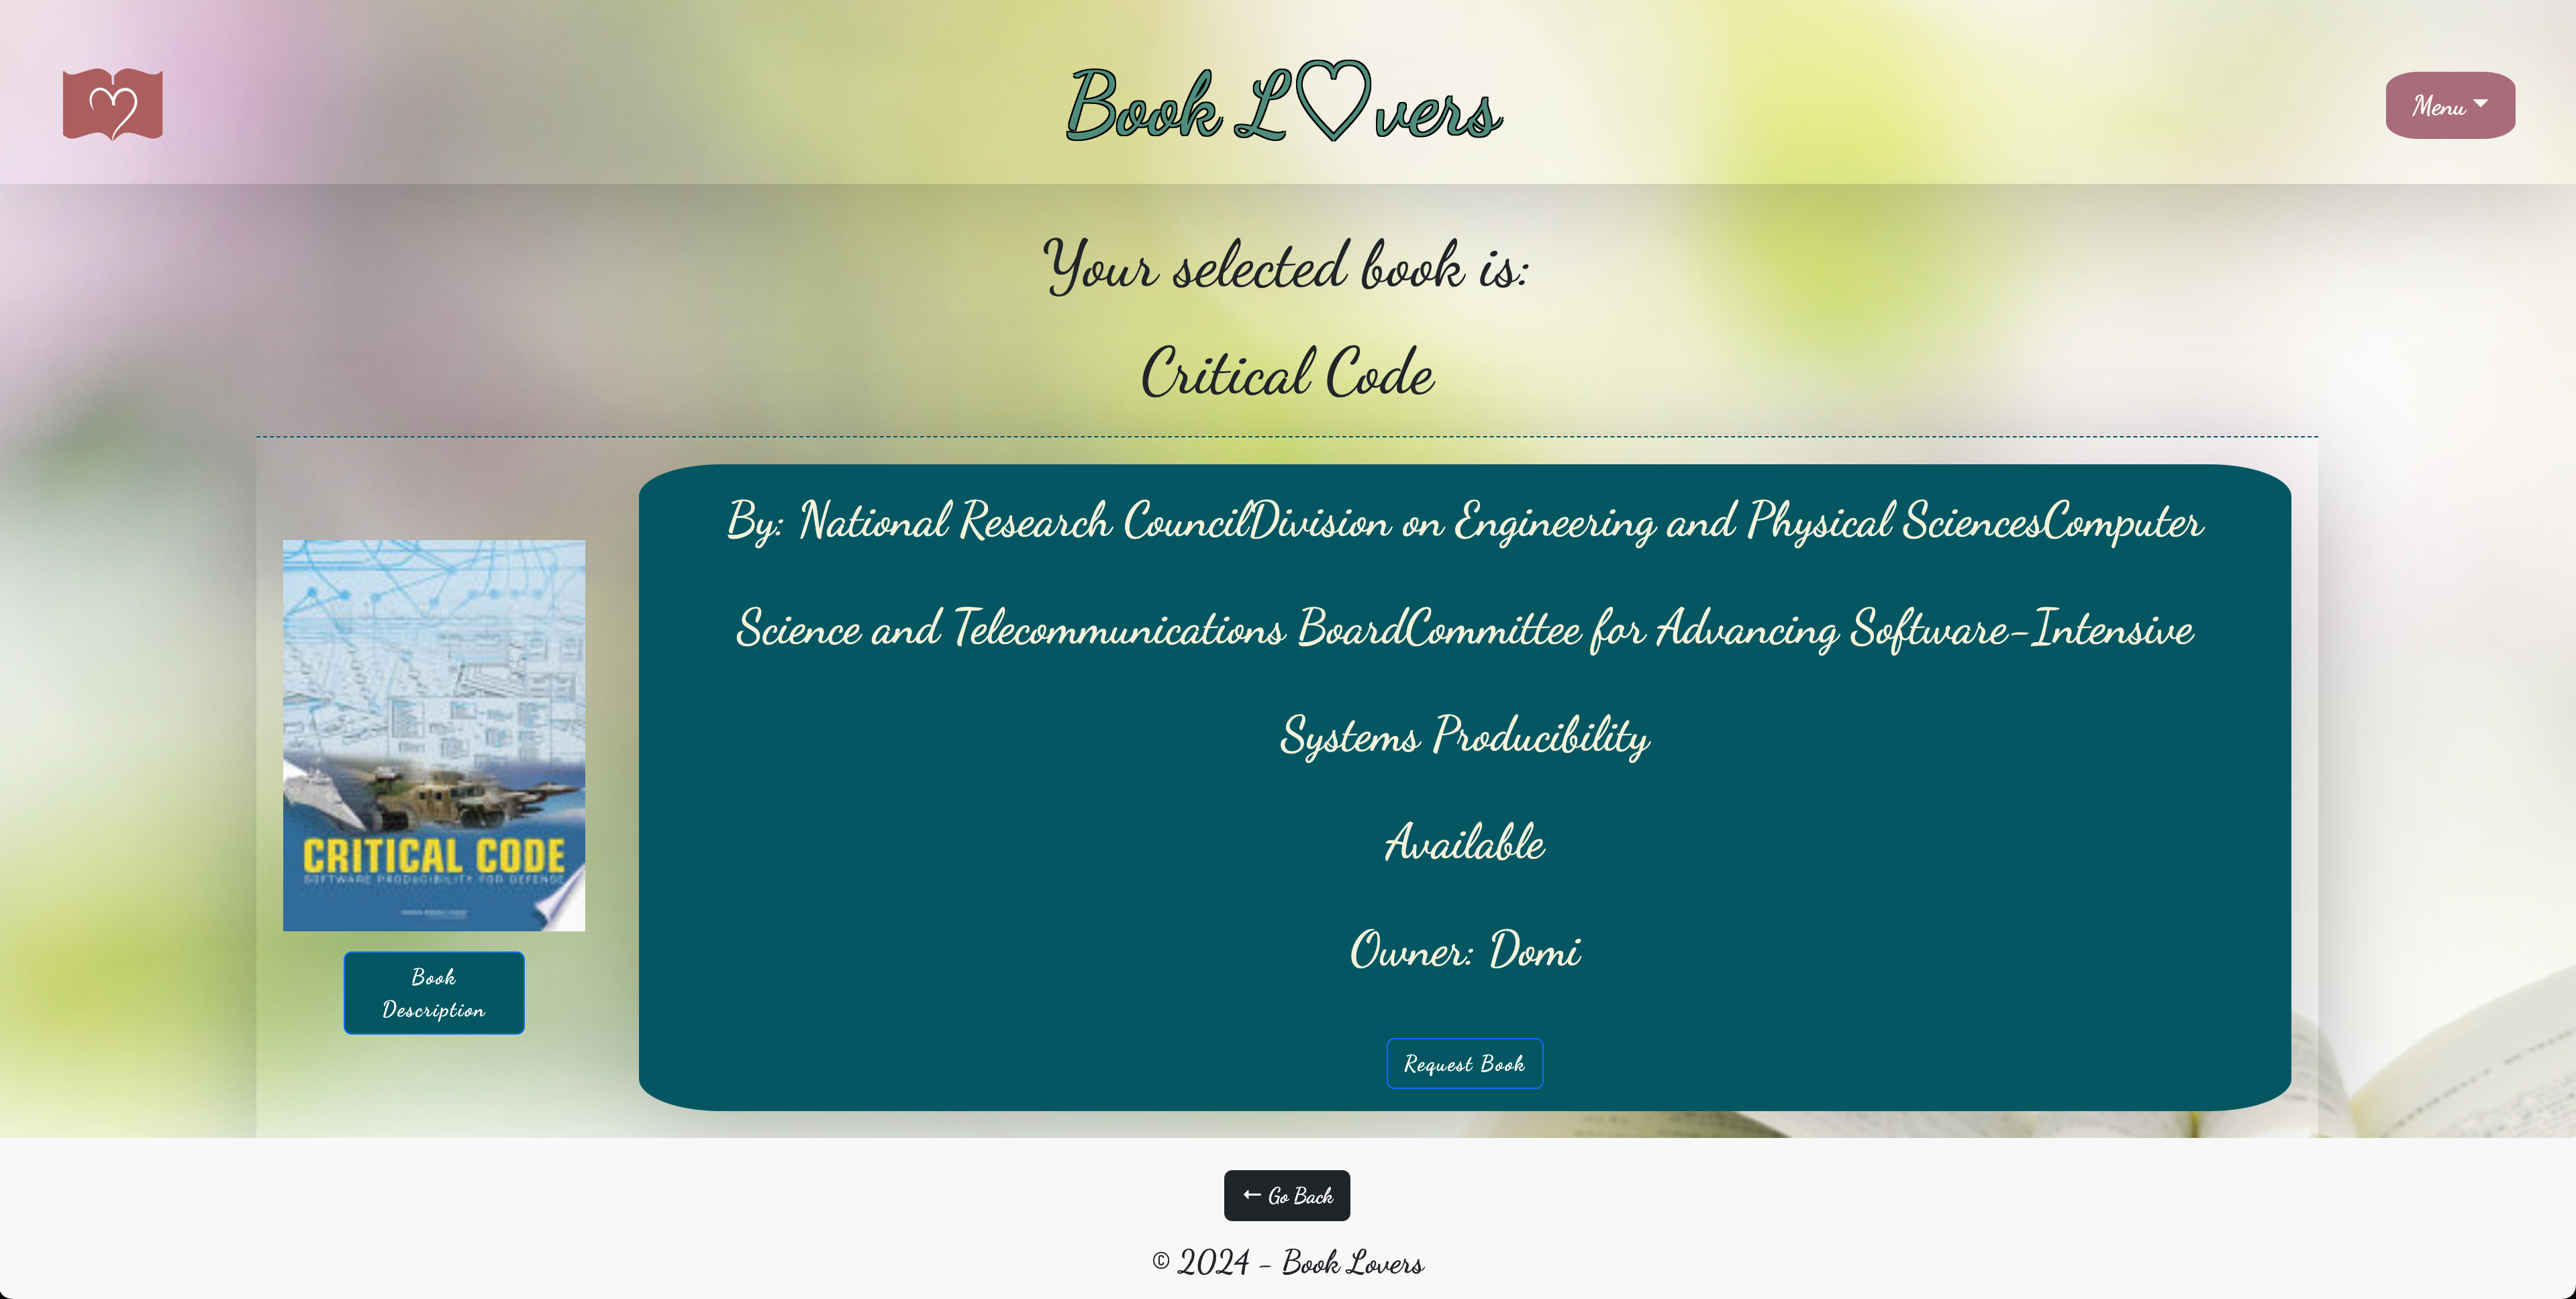 Book L♡vers
Menu
Your selected book is:
Critical Code
By: National Research CouncilDivision on Engineering and Physical SciencesComputer
Science and Telecommunications BoardCommittee for Advancing Software-Intensive
Systems Producibility
Available
Owner: Domi
Request Book
CRITICAL CODE
SOFTWARE PRODUCIBILITY FOR DEFENSE
Book
Description
← Go Back
© 2024 - Book Lovers